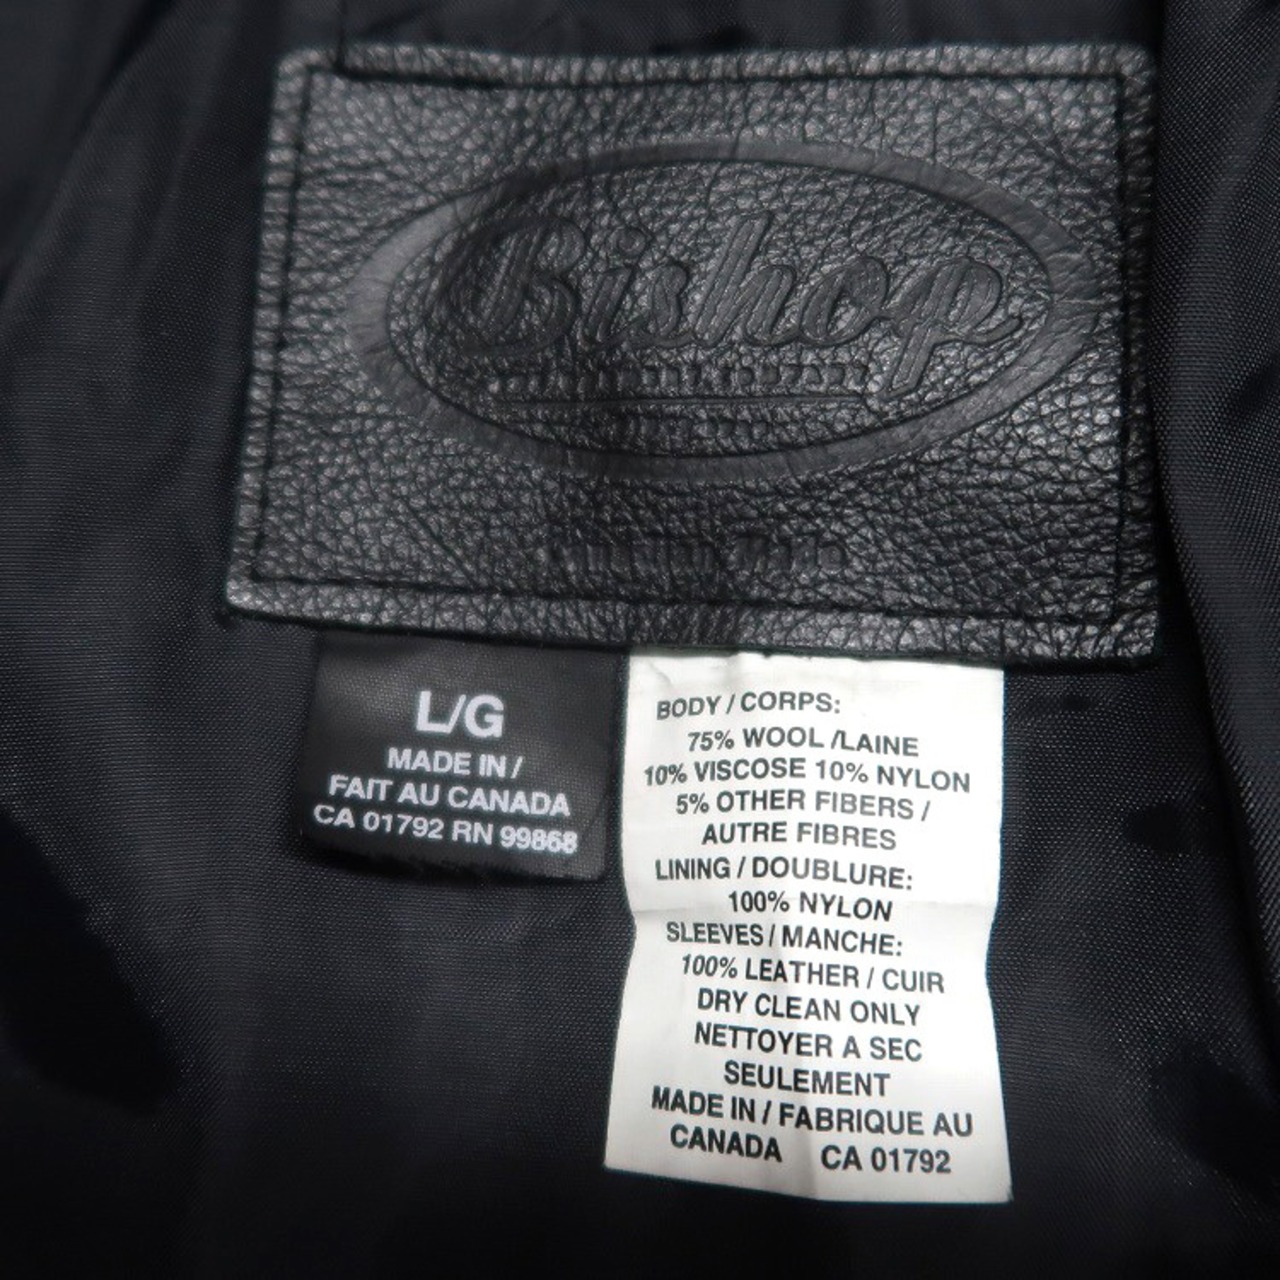 Bishop
L/G
MADE IN /
FAIT AU CANADA
CA 01792 RN 99868
BODY / CORPS:
75% WOOL /LAINE
10% VISCOSE 10% NYLON
5% OTHER FIBERS /
AUTRE FIBRES
LINING / DOUBLURE:
100% NYLON
SLEEVES / MANCHE:
100% LEATHER / CUIR
DRY CLEAN ONLY
NETTOYER A SEC
SEULEMENT
MADE IN / FABRIQUE AU
CANADA CA 01792